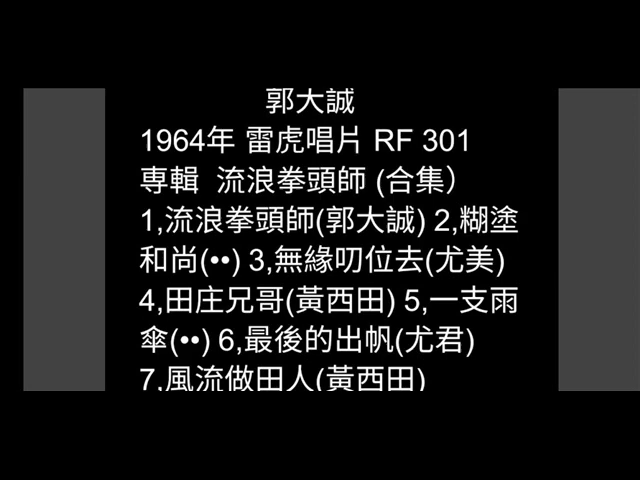 郭大誠
1964年 雷虎唱片 RF 301
専輯 流浪拳頭師 (合集）
1,流浪拳頭師(郭大誠) 2,糊塗
和尚(••) 3,無緣叨位去(尤美)
4,田庄兄哥(黃西田) 5,一支雨
傘(••) 6,最後的出帆(尤君)
7,風流做田人(黃西田)